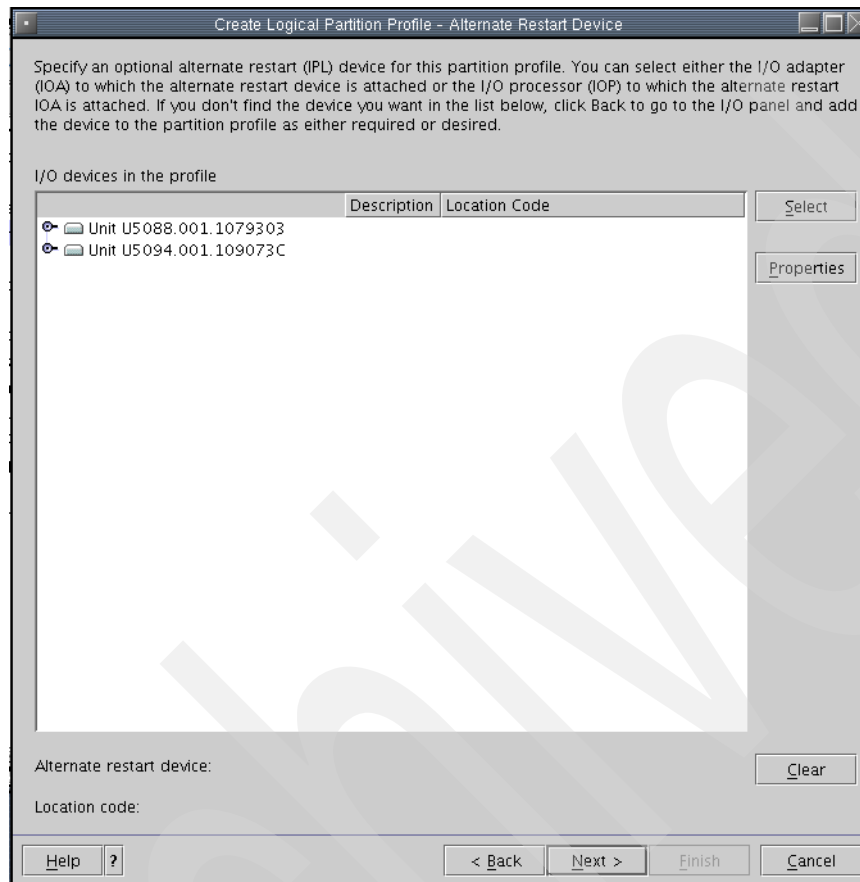 Create Logical Partition Profile - Alternate Restart Device
Specify an optional alternate restart (IPL) device for this partition profile. You can select either the I/O adapter
(IOA) to which the alternate restart device is attached or the I/O processor (IOP) to which the alternate restart
IOA is attached. If you don't find the device you want in the list below, click Back to go to the I/O panel and add
the device to the partition profile as either required or desired.
I/O devices in the profile
Description Location Code
Select
Unit U5088.001.1079303
Unit U5094.001.109073C
Properties
Alternate restart device:
Clear
Location code:
Help ? < Back Next > Finish Cancel